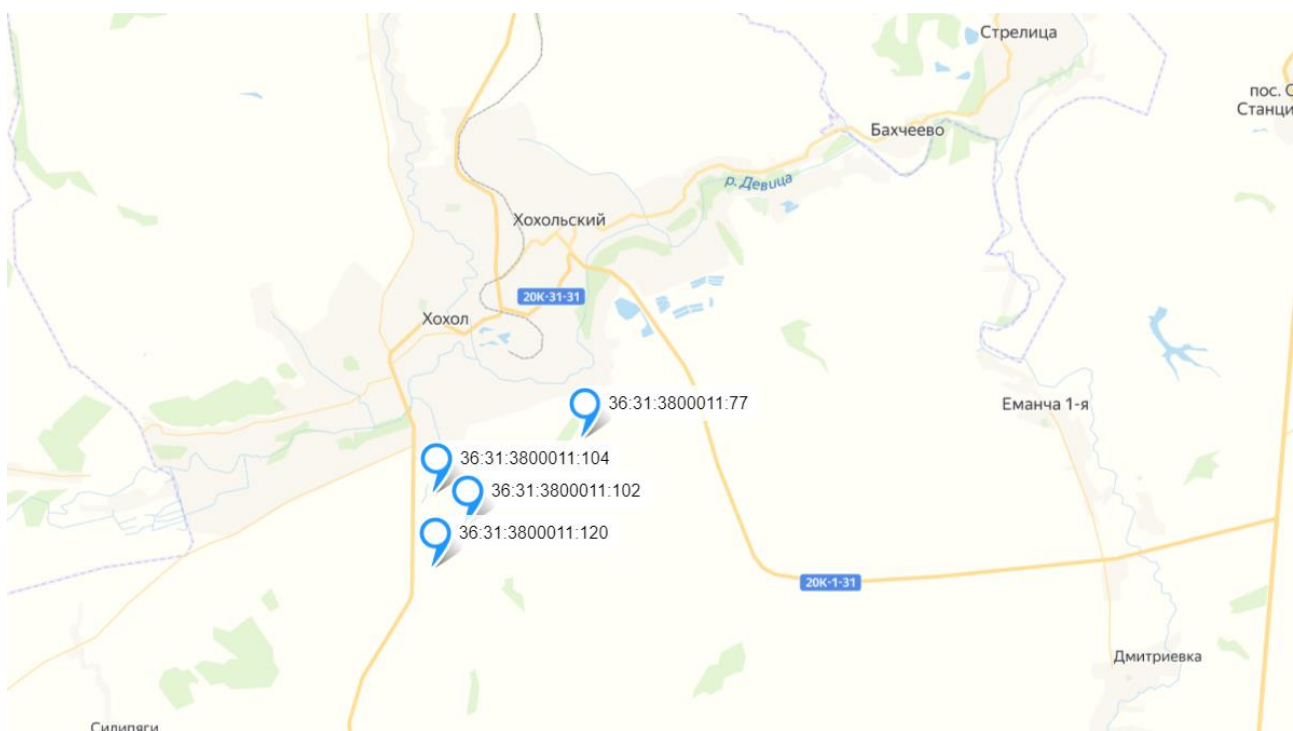 Стрелица
пос. С
Станци
Бахчеево
р. Девица
Хохольский
20К-31-31
Хохол
36:31:3800011:77
Еманча 1-я
36:31:3800011:104
36:31:3800011:102
36:31:3800011:120
20К-1-31
Дмитриевка
Силипяги